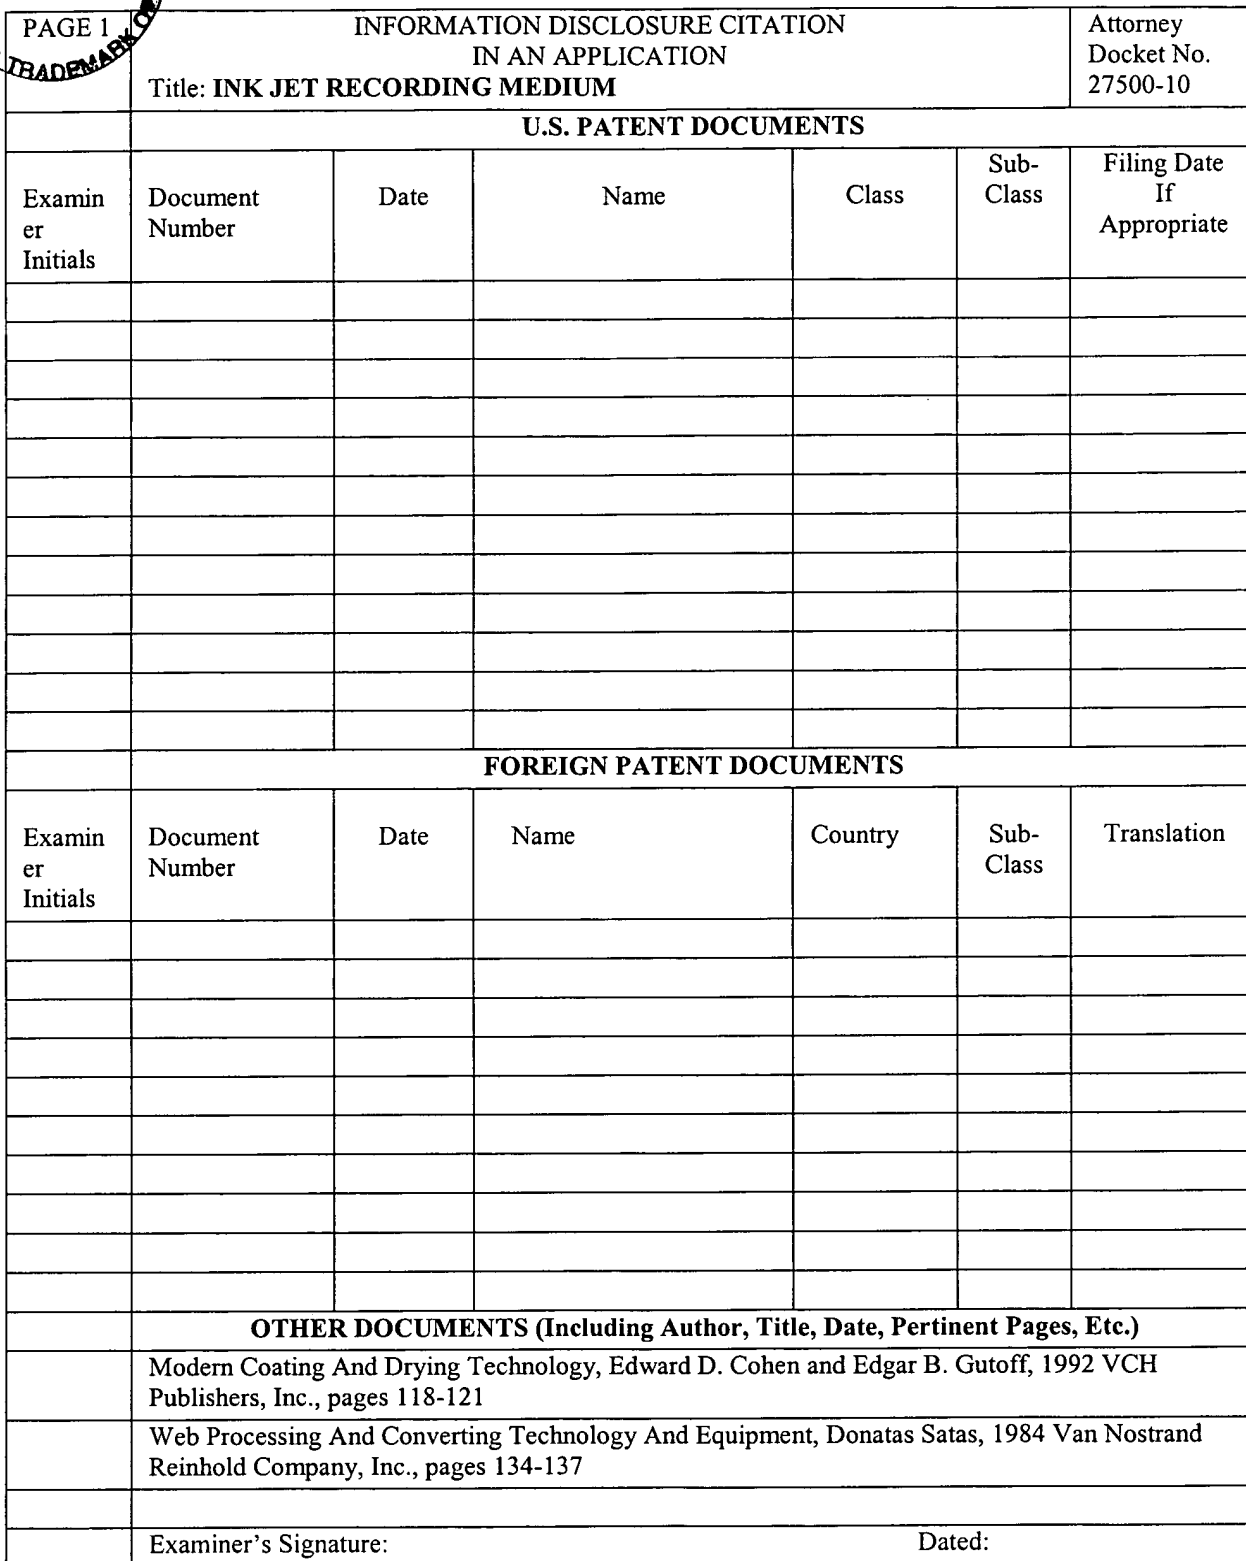 PAGE 1
TRADEMARK
INFORMATION DISCLOSURE CITATION
IN AN APPLICATION
Title: INK JET RECORDING MEDIUM
Attorney
Docket No.
27500-10
U.S. PATENT DOCUMENTS
Examin
er
Initials
Document
Number
Date
Name
Class
Sub-
Class
Filing Date
If
Appropriate
FOREIGN PATENT DOCUMENTS
Examin
er
Initials
Document
Number
Date
Name
Country
Sub-
Class
Translation
OTHER DOCUMENTS (Including Author, Title, Date, Pertinent Pages, Etc.)
Modern Coating And Drying Technology, Edward D. Cohen and Edgar B. Gutoff, 1992 VCH
Publishers, Inc., pages 118-121
Web Processing And Converting Technology And Equipment, Donatas Satas, 1984 Van Nostrand
Reinhold Company, Inc., pages 134-137
Examiner's Signature:
Dated: